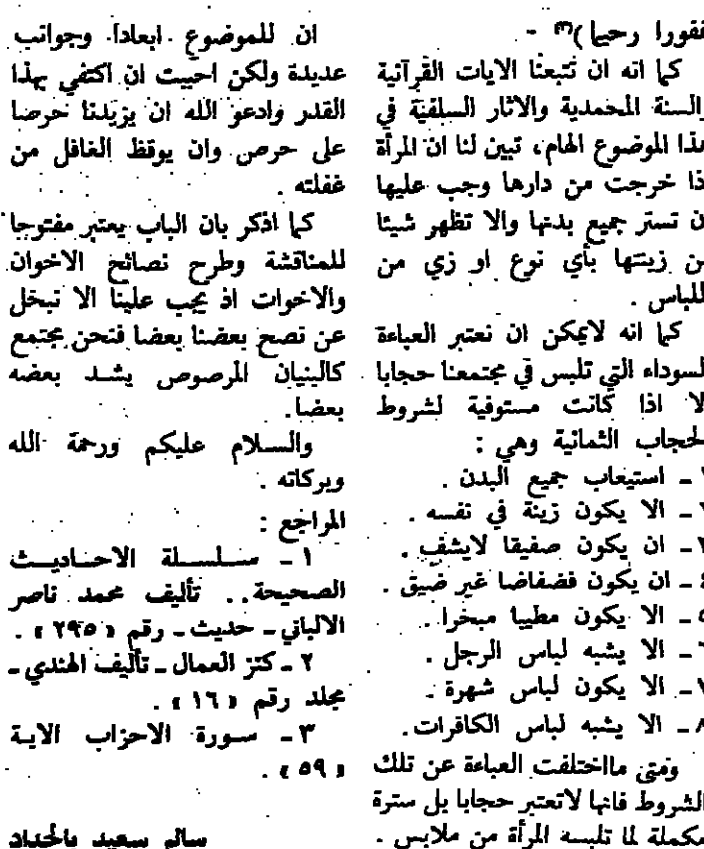 غفورا رحيما)٣ -
كما انه ان تتبعنا الايات القرآنية
والسنة المحمدية والاثار السلفية في
هذا الموضوع الهام، تبين لنا ان المرأة
اذا خرجت من دارها وجب عليها
ان تستر جميع بدنها والا تظهر شيئا
من زينتها بأي نوع او زي من
اللباس .
كما انه لايمكن ان نعتبر العباءة
السوداء التي تلبس في مجتمعنا حجابا
الا اذا كانت مستوفية لشروط
الحجاب الثمانية وهي :
١ ـ استيعاب جميع البدن .
٢ ـ الا يكون زينة في نفسه .
٣ ـ ان يكون صفيقا لايشف .
٤ ـ ان يكون فضفاضا غير ضيق .
٥ ـ الا يكون مطيبا مبخرا .
٦ ـ الا يشبه لباس الرجل .
٧ ـ الا يكون لباس شهرة .
٨ ـ الا يشبه لباس الكافرات .
ومتى مااختلفت العباءة عن تلك
الشروط فانها لاتعتبر حجابا بل سترة
مكملة لما تلبسه المرأة من ملابس .
ان للموضوع ابعادا وجوانب
عديدة ولكن احببت ان اكتفي بهذا
القدر وادعو الله ان يزيدنا حرصا
على حرص وان يوقظ الغافل من
غفلته .
كما اذكر بان الباب يعتبر مفتوحا
للمناقشة وطرح نصائح الاخوان
والاخوات اذ يجب علينا الا نبخل
عن نصح بعضنا بعضا فنحن مجتمع
كالبنيان المرصوص يشد بعضه
بعضا .
والسلام عليكم ورحمة الله
وبركاته .
المراجع :
١ ـ سلسلة الاحاديث
الصحيحة .. تأليف محمد ناصر
الالباني ـ حديث ـ رقم « ٢٩٥ » .
٢ ـ كنز العمال ـ تأليف الهندي ـ
مجلد رقم « ١٦ » .
٣ ـ سورة الاحزاب الاية
« ٥٩ » .
سالم سعيد بالحداد